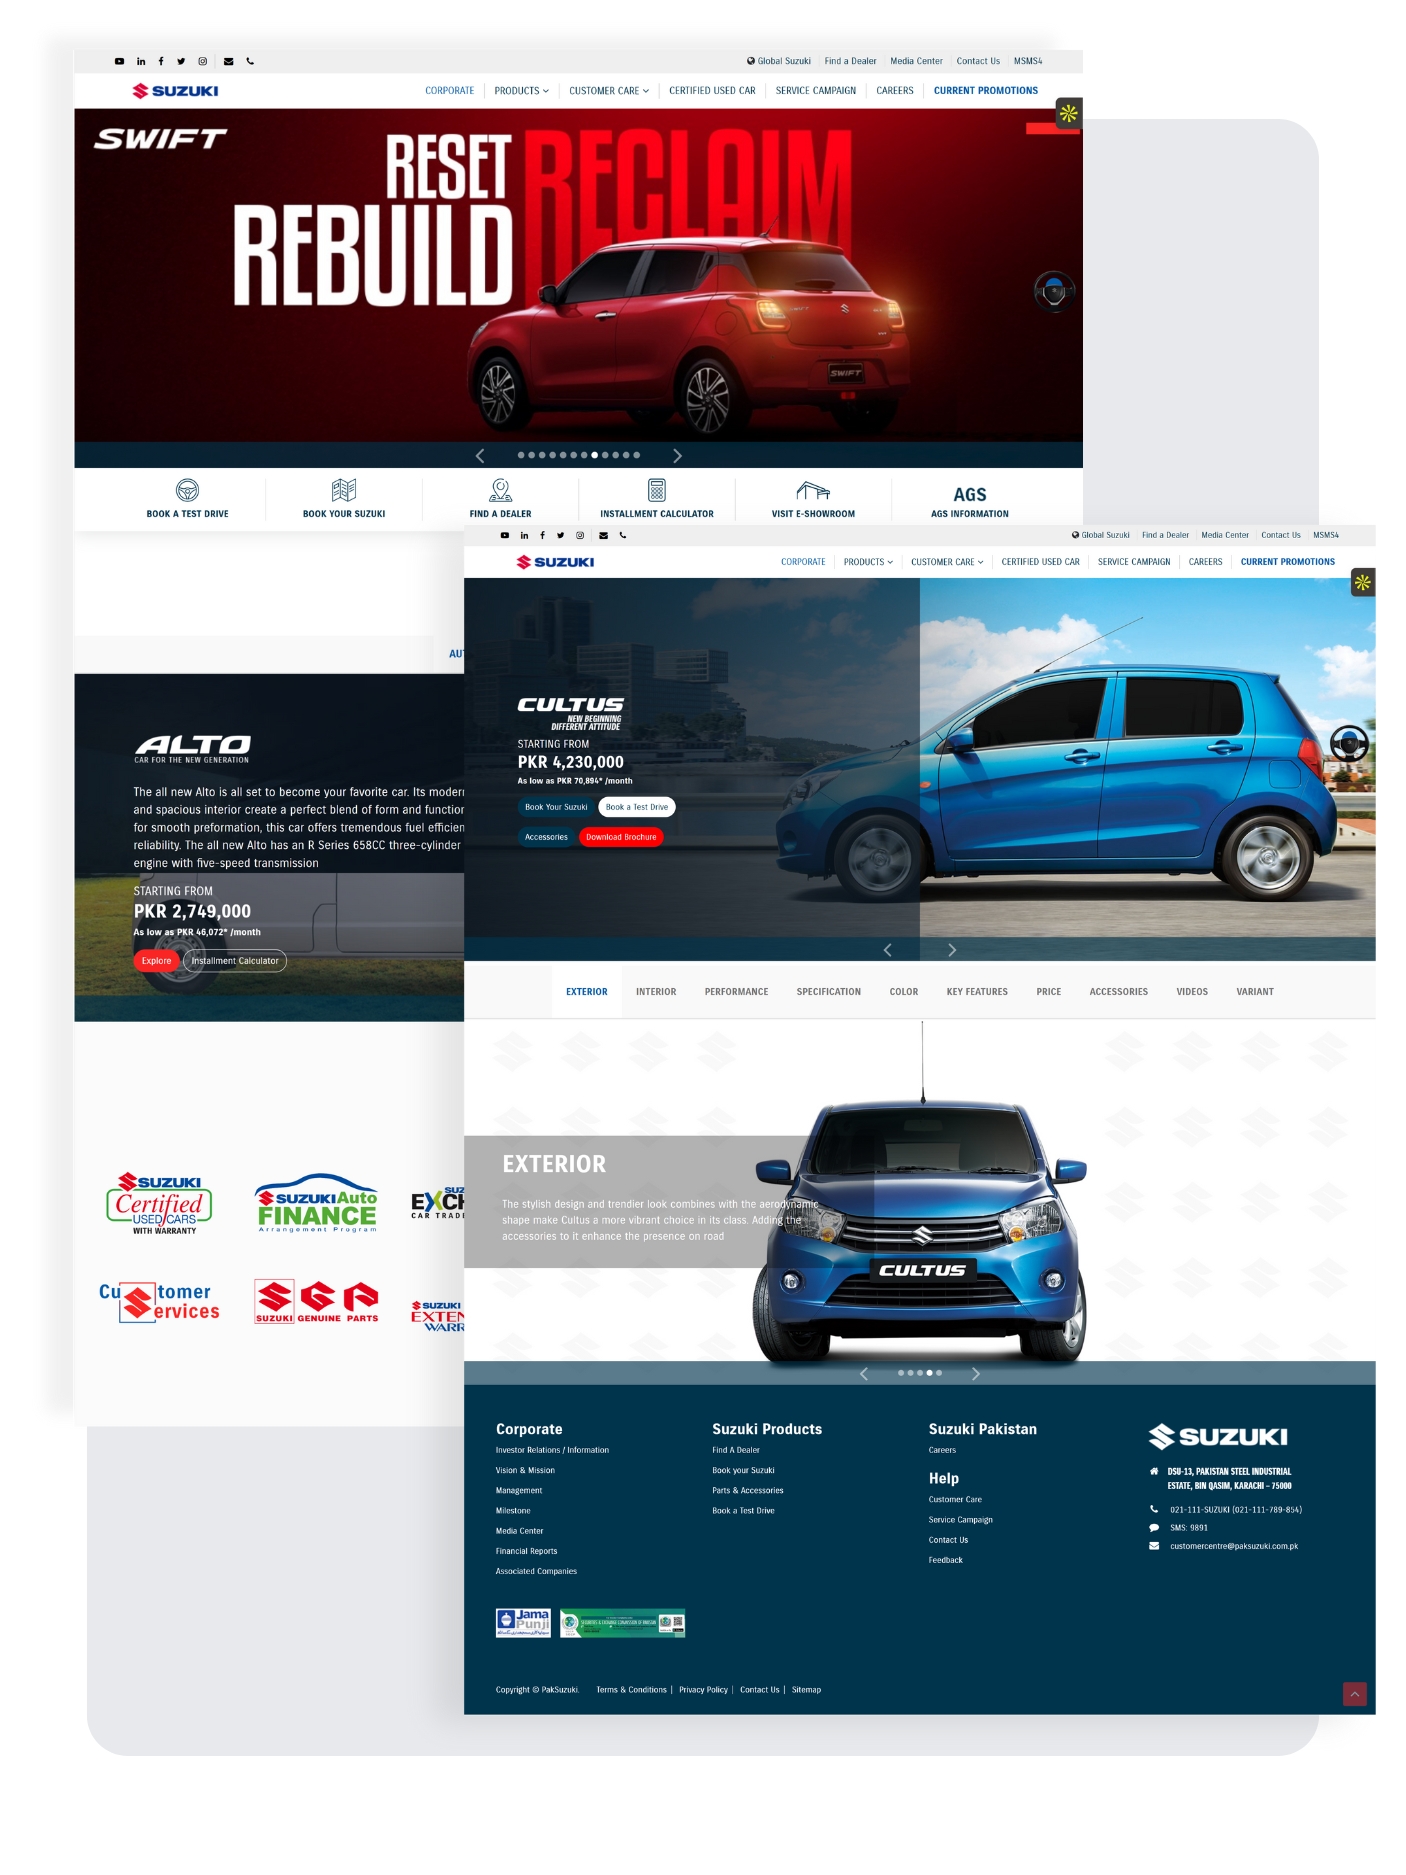 Global Suzuki Find a Dealer Media Center Contact Us MSMS4
SUZUKI CORPORATE PRODUCTS CUSTOMER CARE CERTIFIED USED CAR SERVICE CAMPAIGN CAREERS CURRENT PROMOTIONS
SWIFT
RESET RECLAIM
REBUILD
SWIFT
BOOK A TEST DRIVE
BOOK YOUR SUZUKI
FIND A DEALER
INSTALLMENT CALCULATOR
VISIT E-SHOWROOM
AGS
AGS INFORMATION
AU
ALTO
CAR FOR THE NEW GENERATION
The all new Alto is all set to become your favorite car. Its moder
and spacious interior create a perfect blend of form and function
for smooth preformation, this car offers tremendous fuel efficien
reliability. The all new Alto has an R Series 658CC three-cylinder
engine with five-speed transmission
STARTING FROM
PKR 2,749,000
As low as PKR 46,072* /month
Explore Installment Calculator
SUZUKI
Certified
USED CARS
WITH WARRANTY
SUZUKI Auto
FINANCE
Arrangement Program
SUZ
EXCH
CAR TRAD
Cu tomer
ervices
SGP
SUZUKI GENUINE PARTS
SUZUKI
EXTEN
WARR
Global Suzuki Find a Dealer Media Center Contact Us MSMS4
SUZUKI CORPORATE PRODUCTS CUSTOMER CARE CERTIFIED USED CAR SERVICE CAMPAIGN CAREERS CURRENT PROMOTIONS
CULTUS
NEW BEGINNING
DIFFERENT ATTITUDE
STARTING FROM
PKR 4,230,000
As low as PKR 70,894* /month
Book Your Suzuki Book a Test Drive
Accessories Download Brochure
EXTERIOR INTERIOR PERFORMANCE SPECIFICATION COLOR KEY FEATURES PRICE ACCESSORIES VIDEOS VARIANT
EXTERIOR
The stylish design and trendier look combines with the aerodynamic
shape make Cultus a more vibrant choice in its class. Adding the
accessories to it enhance the presence on road
CULTUS
Corporate
Investor Relations / Information
Vision & Mission
Management
Milestone
Media Center
Financial Reports
Associated Companies
Suzuki Products
Find A Dealer
Book your Suzuki
Parts & Accessories
Book a Test Drive
Suzuki Pakistan
Careers
Help
Customer Care
Service Campaign
Contact Us
Feedback
SUZUKI
DSU-13, PAKISTAN STEEL INDUSTRIAL
ESTATE, BIN QASIM, KARACHI – 75000
021-111-SUZUKI (021-111-789-854)
SMS: 9891
customercentre@paksuzuki.com.pk
Jama
Punji
SECURITIES & EXCHANGE COMMISSION OF PAKISTAN
Copyright © PakSuzuki. Terms & Conditions | Privacy Policy | Contact Us | Sitemap